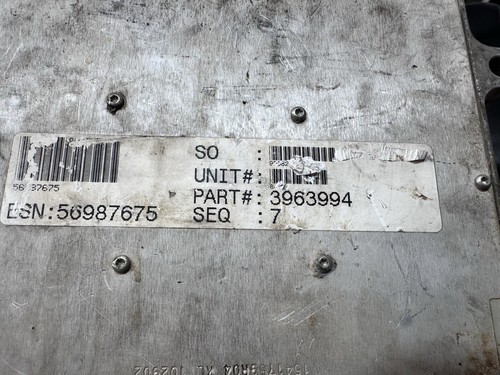 SO :
UNIT#:
PART#: 3963994
ESN:56987675 SEQ : 7